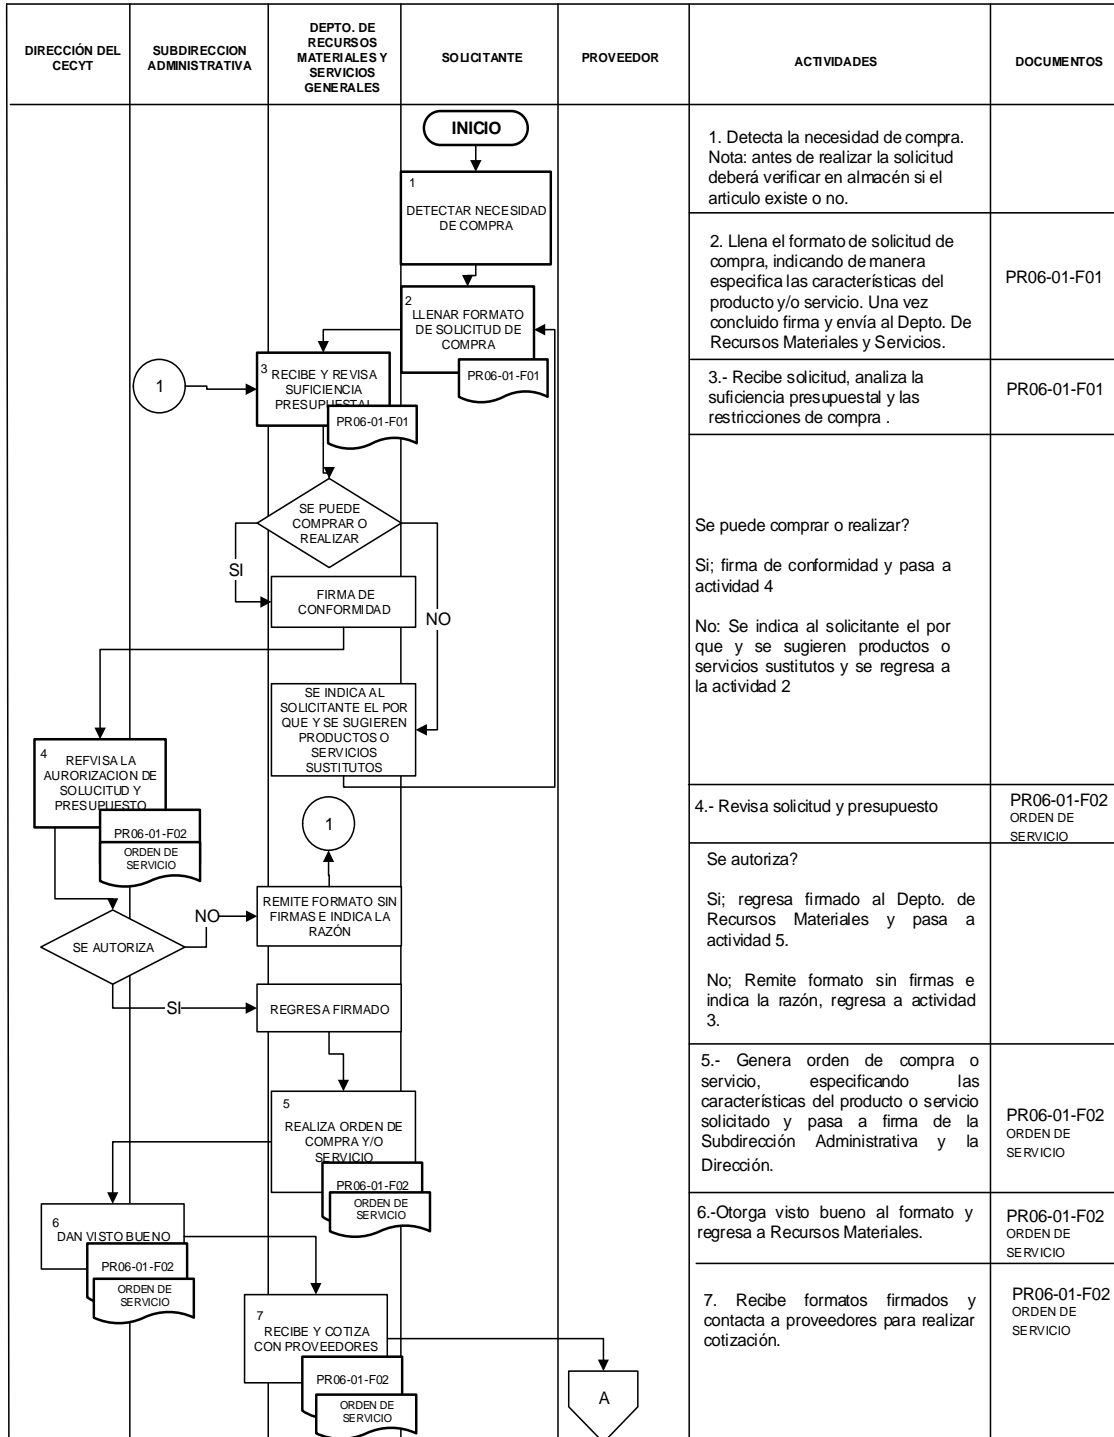 DIRECCIÓN DEL
CECYT
SUBDIRECCION
ADMINISTRATIVA
DEPTO. DE
RECURSOS
MATERIALES Y
SERVICIOS
GENERALES
SOLICITANTE
PROVEEDOR
ACTIVIDADES
DOCUMENTOS
INICIO
1
DETECTAR NECESIDAD
DE COMPRA
2
LLENAR FORMATO
DE SOLICITUD DE
COMPRA
PR06-01-F01
1
3
RECIBE Y REVISA
SUFICIENCIA
PRESUPUESTAL
PR06-01-F01
SE PUEDE
COMPRAR O
REALIZAR
SI
NO
FIRMA DE
CONFORMIDAD
SE INDICA AL
SOLICITANTE EL POR
QUE Y SE SUGIEREN
PRODUCTOS O
SERVICIOS
SUSTITUTOS
4
REFVISA LA
AURORIZACION DE
SOLUCITUD Y
PRESUPUESTO
PR06-01-F02
ORDEN DE
SERVICIO
1
SE AUTORIZA
NO
REMITE FORMATO SIN
FIRMAS E INDICA LA
RAZÓN
SI
REGRESA FIRMADO
5
REALIZA ORDEN DE
COMPRA Y/O
SERVICIO
PR06-01-F02
ORDEN DE
SERVICIO
6
DAN VISTO BUENO
PR06-01-F02
ORDEN DE
SERVICIO
7
RECIBE Y COTIZA
CON PROVEEDORES
PR06-01-F02
ORDEN DE
SERVICIO
A
1. Detecta la necesidad de compra.
Nota: antes de realizar la solicitud
deberá verificar en almacén si el
articulo existe o no.
2. Llena el formato de solicitud de
compra, indicando de manera
especifica las características del
producto y/o servicio. Una vez
concluido firma y envía al Depto. De
Recursos Materiales y Servicios.
PR06-01-F01
3.- Recibe solicitud, analiza la
suficiencia presupuestal y las
restricciones de compra .
PR06-01-F01
Se puede comprar o realizar?
Si; firma de conformidad y pasa a
actividad 4
No: Se indica al solicitante el por
que y se sugieren productos o
servicios sustitutos y se regresa a
la actividad 2
4.- Revisa solicitud y presupuesto
PR06-01-F02
ORDEN DE
SERVICIO
Se autoriza?
Si; regresa firmado al Depto. de
Recursos Materiales y pasa a
actividad 5.
No; Remite formato sin firmas e
indica la razón, regresa a actividad
3.
5.- Genera orden de compra o
servicio, especificando las
características del producto o servicio
solicitado y pasa a firma de la
Subdirección Administrativa y la
Dirección.
PR06-01-F02
ORDEN DE
SERVICIO
6.-Otorga visto bueno al formato y
regresa a Recursos Materiales.
PR06-01-F02
ORDEN DE
SERVICIO
7. Recibe formatos firmados y
contacta a proveedores para realizar
cotización.
PR06-01-F02
ORDEN DE
SERVICIO